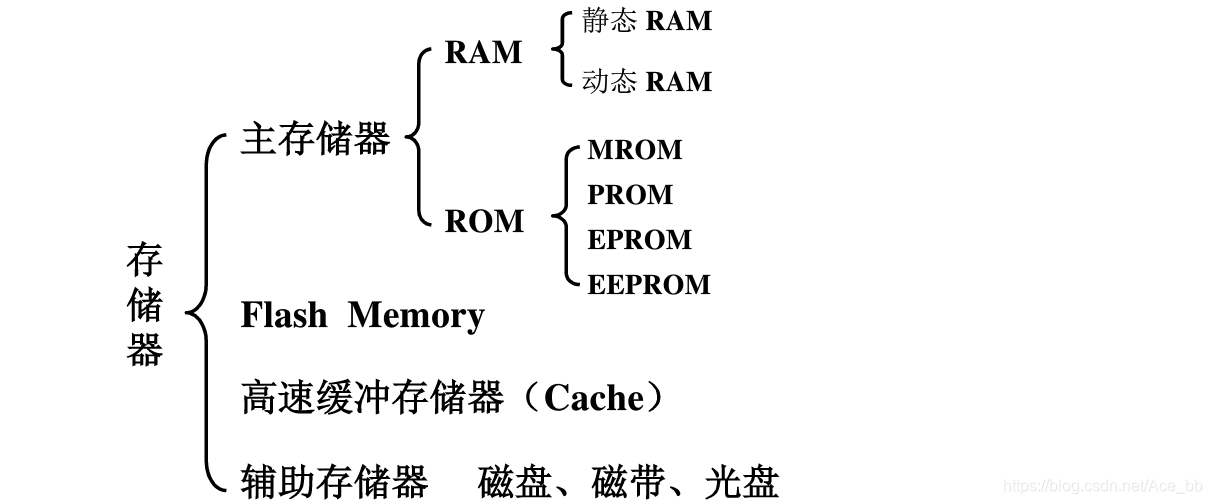 存储器
主存储器
RAM
静态 RAM
动态 RAM
ROM
MROM
PROM
EPROM
EEPROM
Flash Memory
高速缓冲存储器（Cache）
辅助存储器 磁盘、磁带、光盘
https://blog.csdn.net/Ace_bb